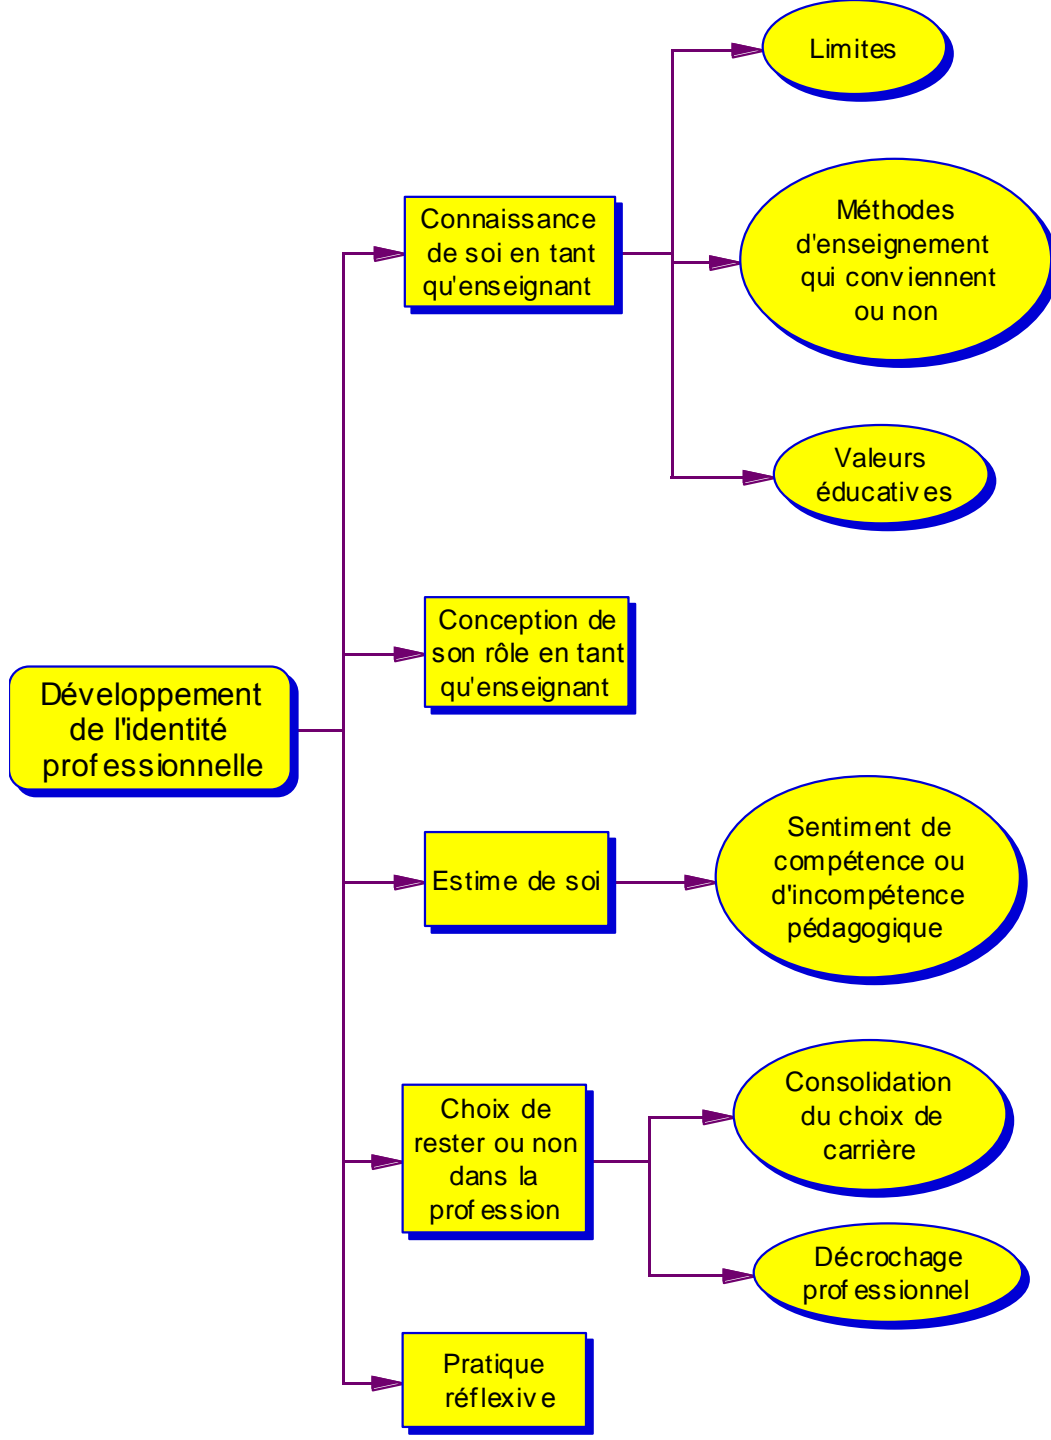 Limites
Connaissance
de soi en tant
qu'enseignant
Méthodes
d'enseignement
qui conviennent
ou non
Valeurs
éducatives
Conception de
son rôle en tant
qu'enseignant
Développement
de l'identité
professionnelle
Estime de soi
Sentiment de
compétence ou
d'incompétence
pédagogique
Choix de
rester ou non
dans la
profession
Consolidation
du choix de
carrière
Décrochage
professionnel
Pratique
réflexive